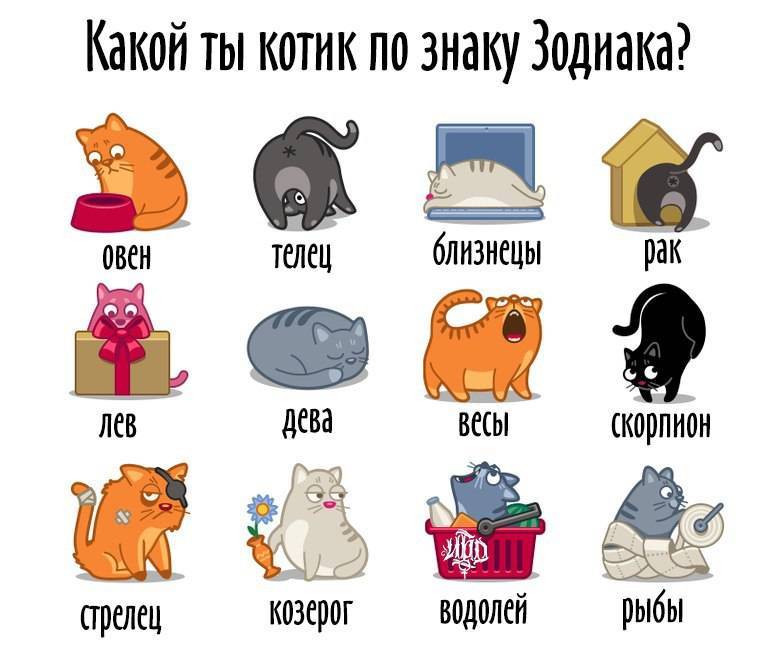 Какой ты котик по знаку Зодиака?
овен телец близнецы рак
лев дева весы скорпион
стрелец козерог водолей рыбы